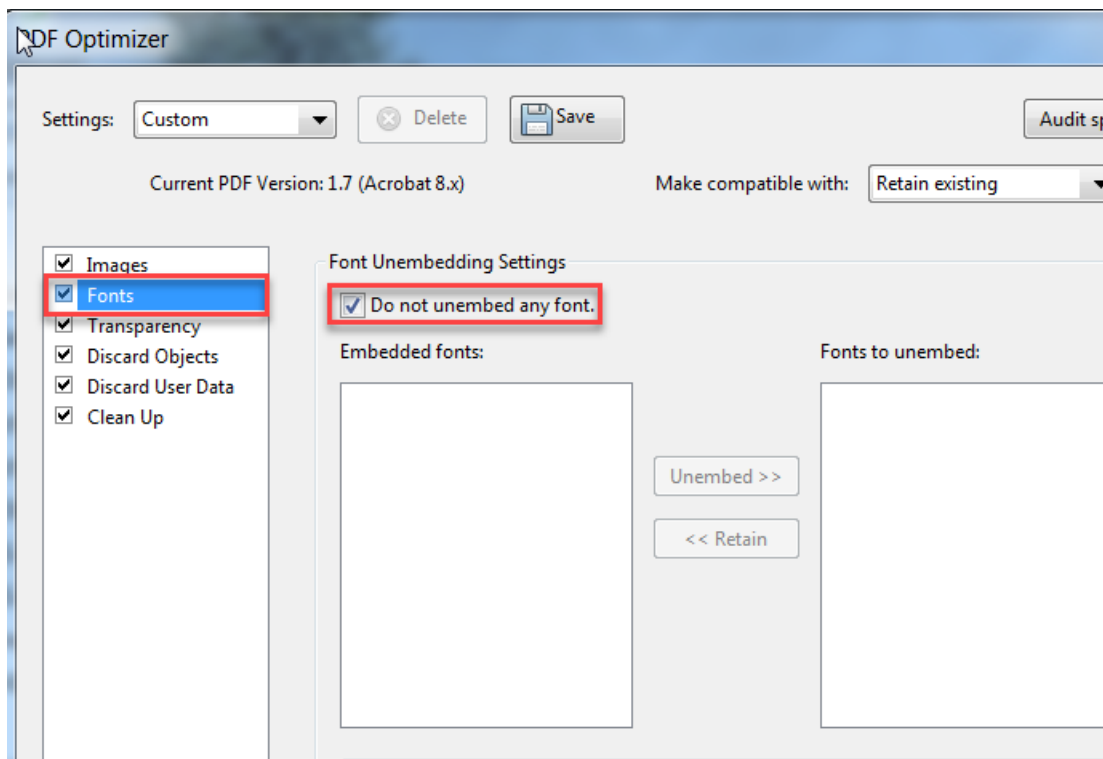 PDF Optimizer
Settings: Custom Delete Save Audit
Current PDF Version: 1.7 (Acrobat 8.x) Make compatible with: Retain existing
Images
Fonts
Transparency
Discard Objects
Discard User Data
Clean Up
Font Unembedding Settings
Do not unembed any font.
Embedded fonts: Fonts to unembed:
Unembed >>
<< Retain